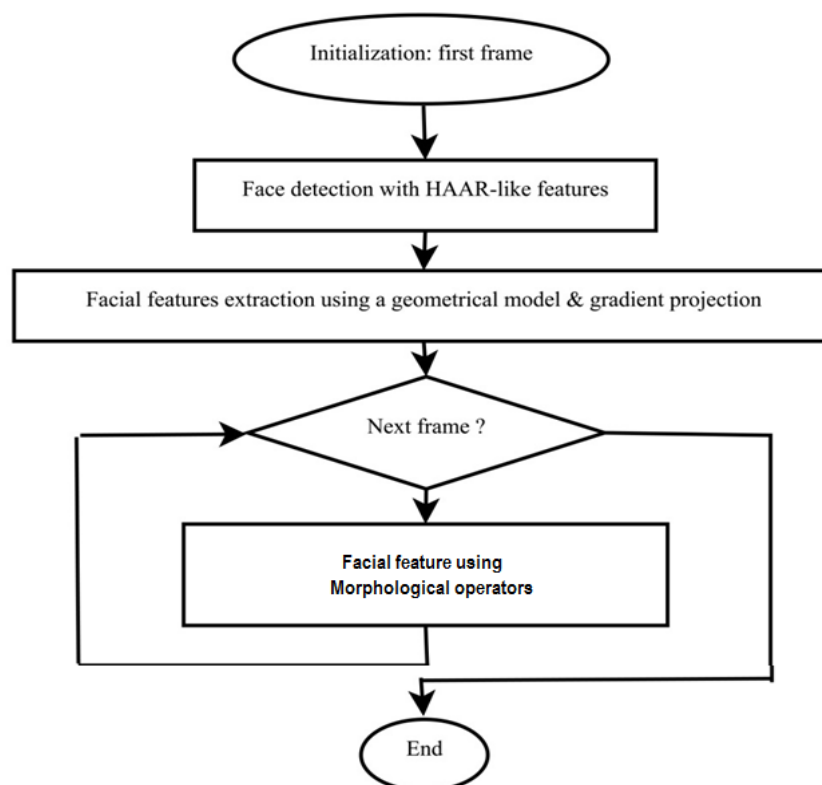 Initialization: first frame
Face detection with HAAR-like features
Facial features extraction using a geometrical model & gradient projection
Next frame ?
Facial feature using
Morphological operators
End